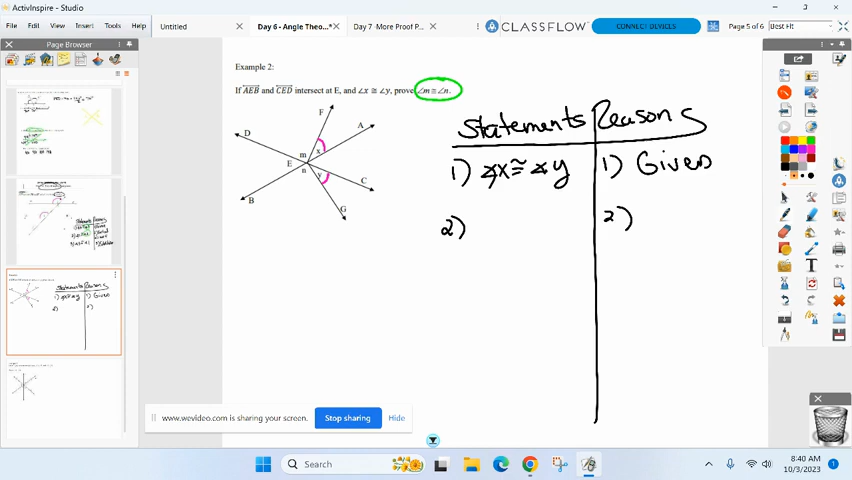 ActivInspire - Studio
File Edit View Insert Tools Help
Untitled
Day 6 - Angle Theo...*
Day 7 -More Proof P...
CLASSFLOW
CONNECT DEVICES
Page 5 of 6
Best Fit
Page Browser
Example 2:
If AEB and CED intersect at E, and ∠x ≅ ∠y, prove ∠m ≅ ∠n.
F
A
D
m
x
E
n
y
C
B
G
Statements Reasons
1) ∡x ≅ ∡y 1) Given
2) 2)
www.wevideo.com is sharing your screen.
Stop sharing
Hide
Search
8:40 AM
10/3/2023